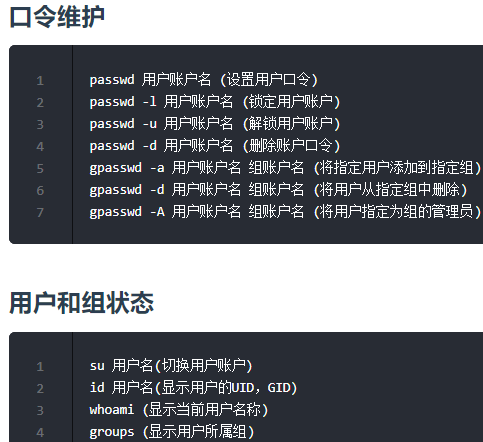 口令维护
1 passwd 用户账户名 (设置用户口令)
2 passwd -l 用户账户名 (锁定用户账户)
3 passwd -u 用户账户名 (解锁用户账户)
4 passwd -d 用户账户名 (删除账户口令)
5 gpasswd -a 用户账户名 组账户名 (将指定用户添加到指定组)
6 gpasswd -d 用户账户名 组账户名 (将用户从指定组中删除)
7 gpasswd -A 用户账户名 组账户名 (将用户指定为组的管理员)
用户和组状态
1 su 用户名(切换用户账户)
2 id 用户名(显示用户的UID, GID)
3 whoami (显示当前用户名称)
4 groups (显示用户所属组)